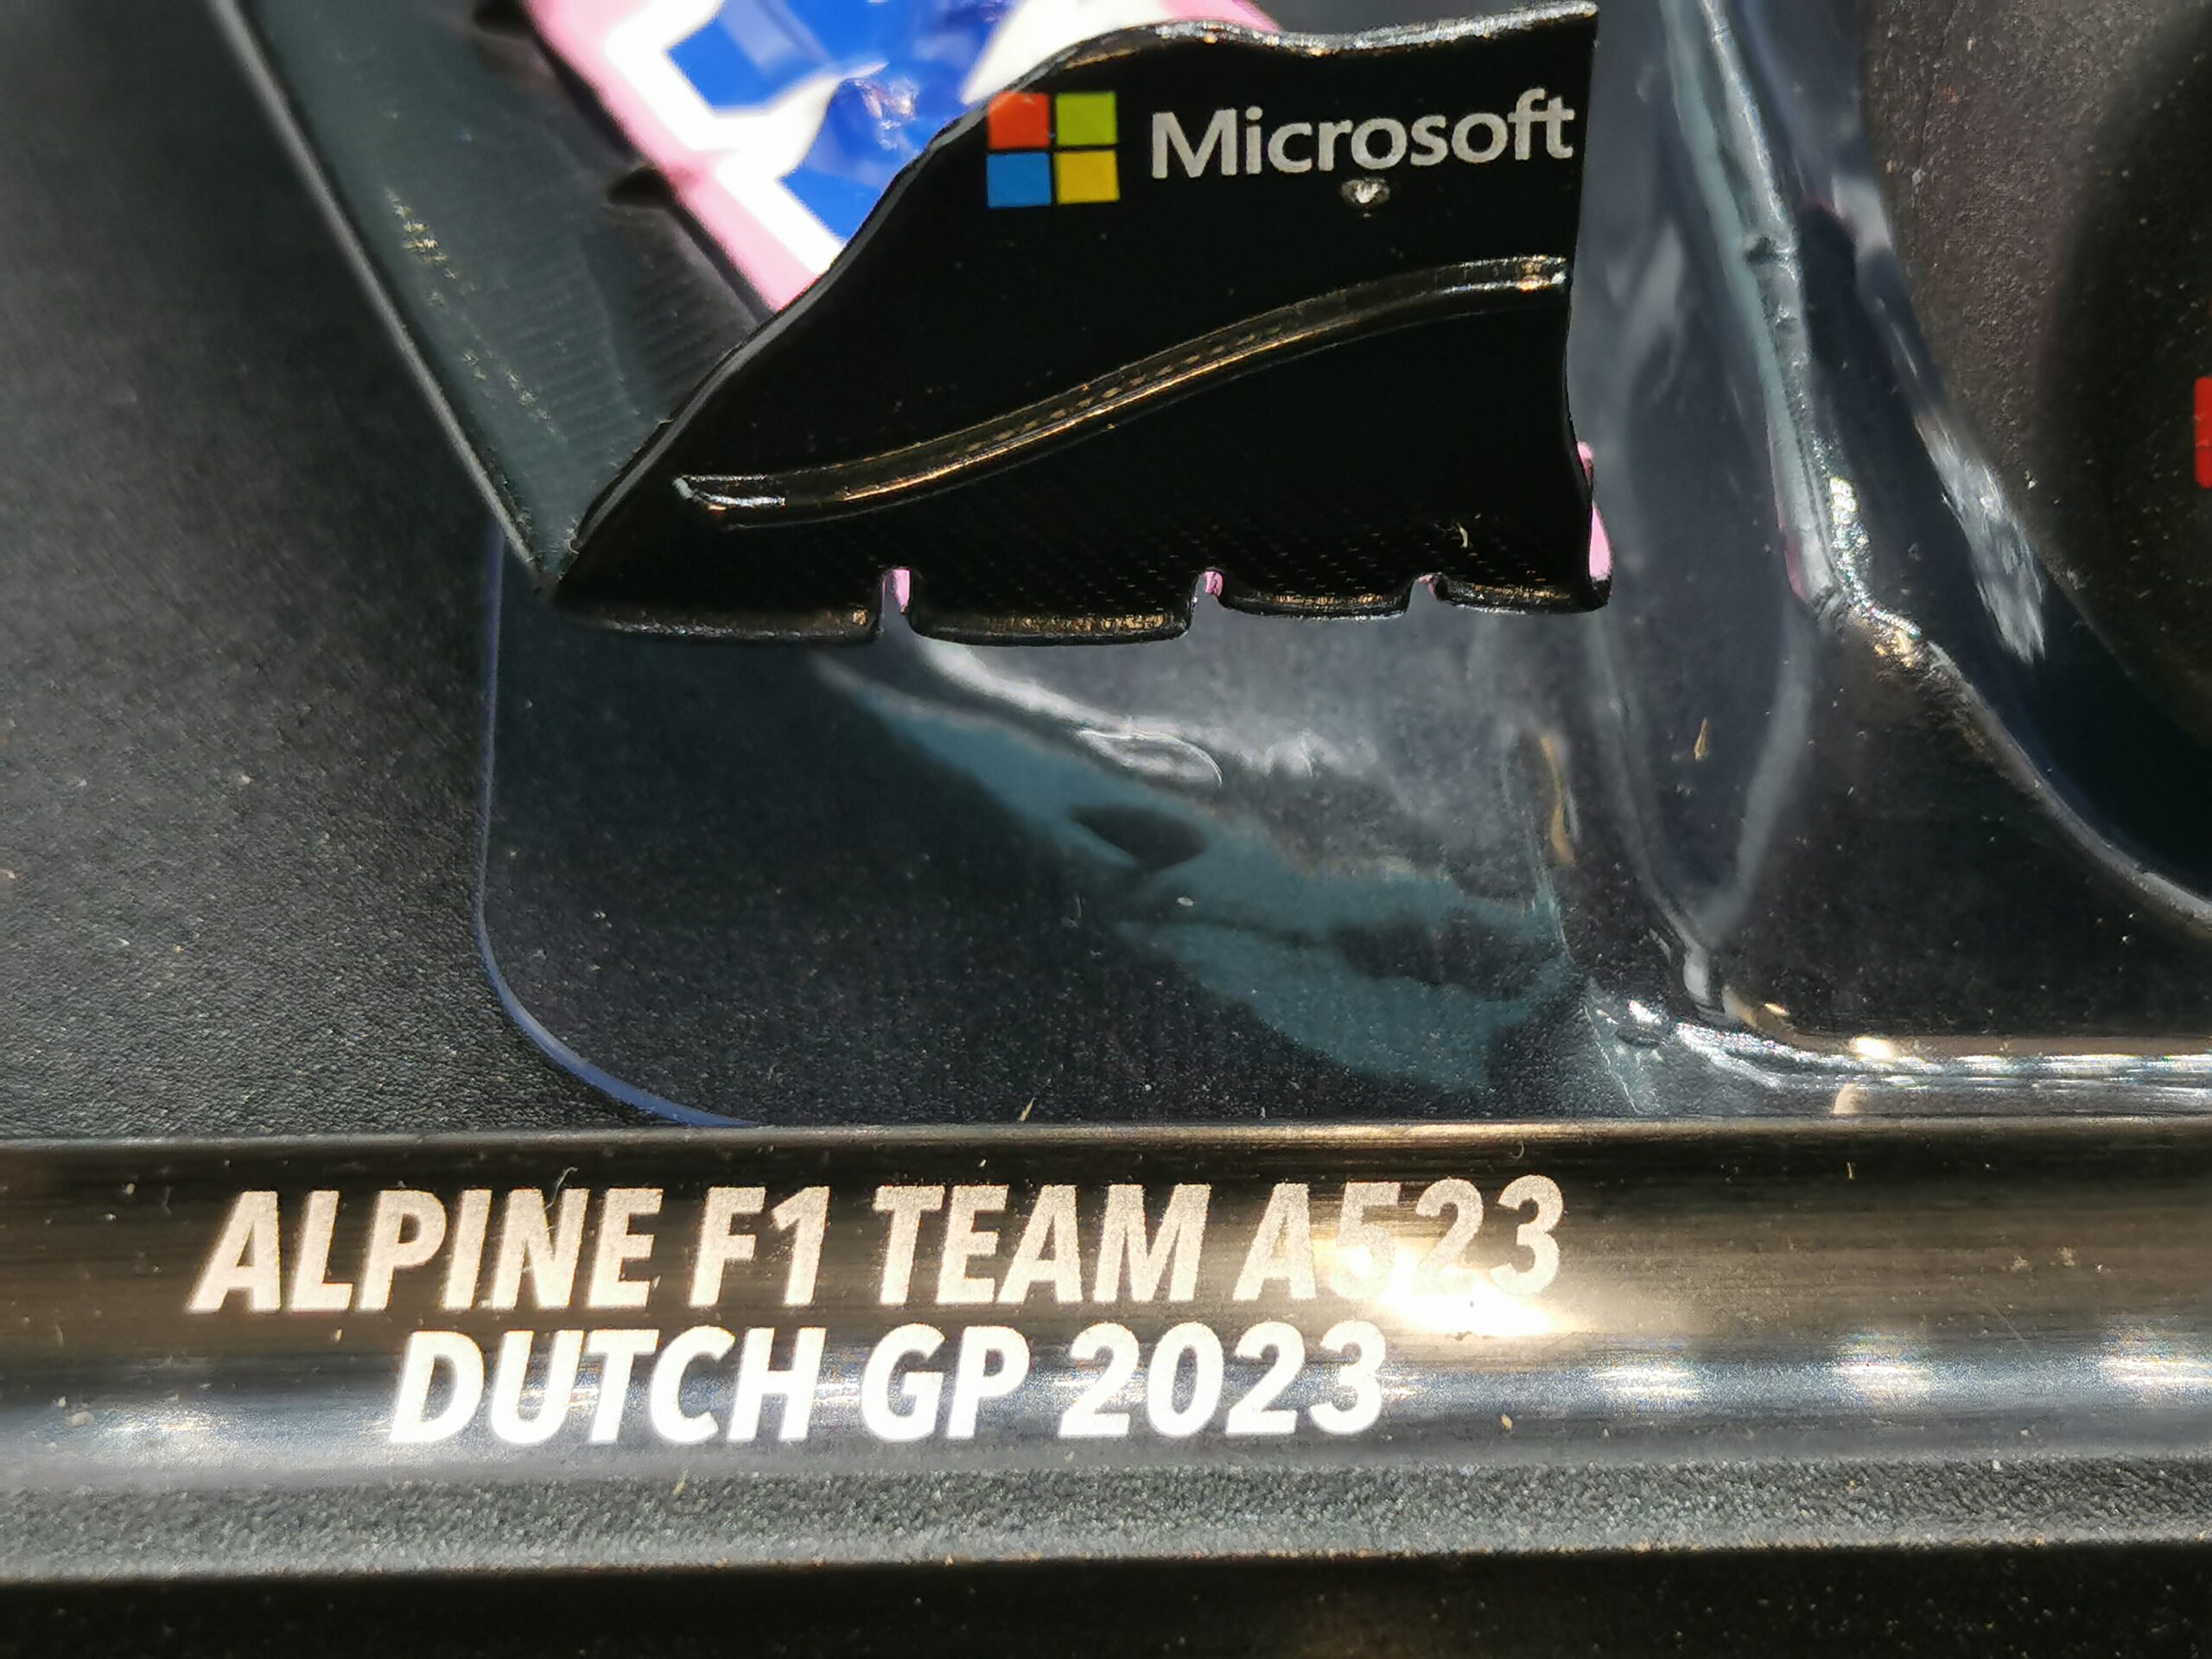 Microsoft
ALPINE F1 TEAM A523
DUTCH GP 2023